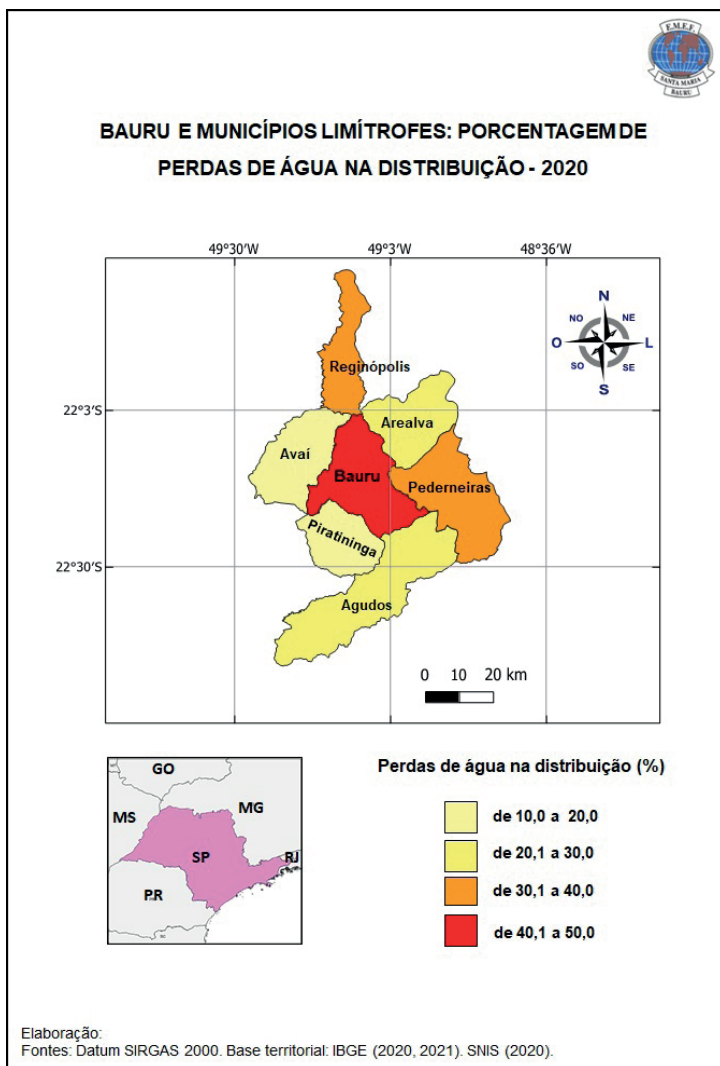 E.M.E.F.
SANTA MARIA
BAURU
BAURU E MUNICÍPIOS LIMÍTROFES: PORCENTAGEM DE
PERDAS DE ÁGUA NA DISTRIBUIÇÃO - 2020
49°30'W 49°3'W 48°36'W
N
NO NE
O L
SO SE
S
Reginópolis
22°3'S
Arealva
Avaí
Bauru
Pederneiras
Piratininga
22°30'S
Agudos
0 10 20 km
GO
MS MG
SP RJ
PR
Perdas de água na distribuição (%)
de 10,0 a 20,0
de 20,1 a 30,0
de 30,1 a 40,0
de 40,1 a 50,0
Elaboração:
Fontes: Datum SIRGAS 2000. Base territorial: IBGE (2020, 2021). SNIS (2020).